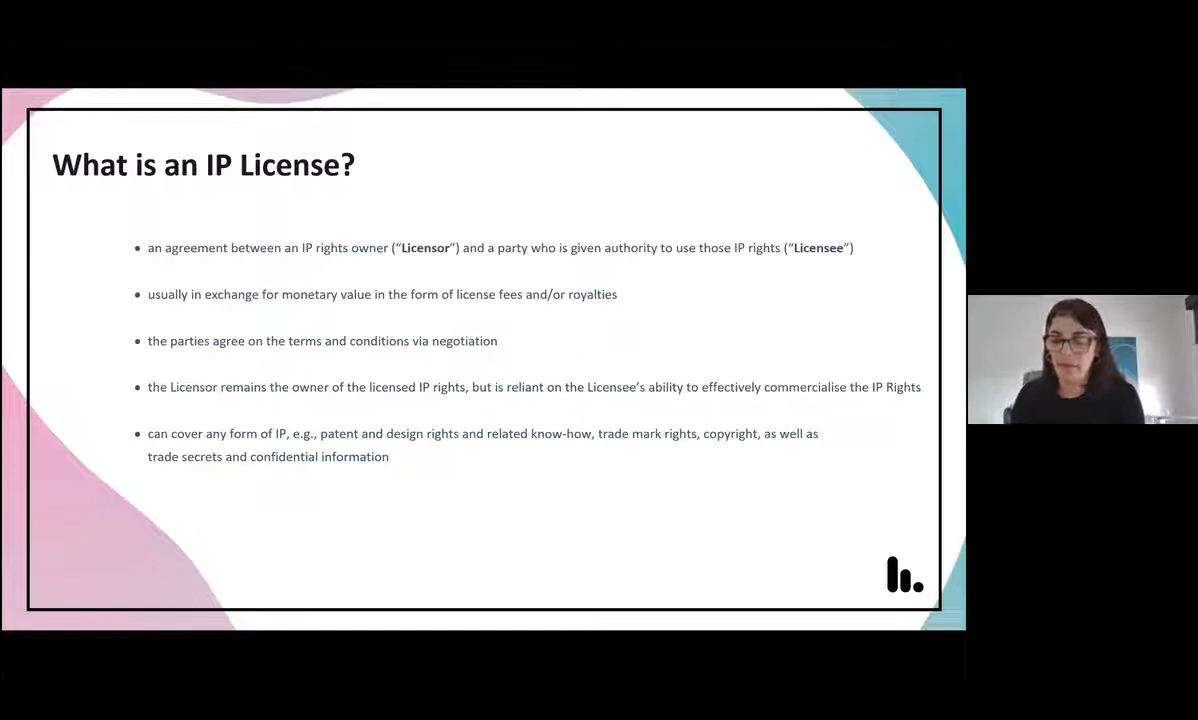 What is an IP License?
• an agreement between an IP rights owner (“Licensor”) and a party who is given authority to use those IP rights (“Licensee”)
• usually in exchange for monetary value in the form of license fees and/or royalties
• the parties agree on the terms and conditions via negotiation
• the Licensor remains the owner of the licensed IP rights, but is reliant on the Licensee’s ability to effectively commercialise the IP Rights
• can cover any form of IP, e.g., patent and design rights and related know-how, trade mark rights, copyright, as well as
trade secrets and confidential information